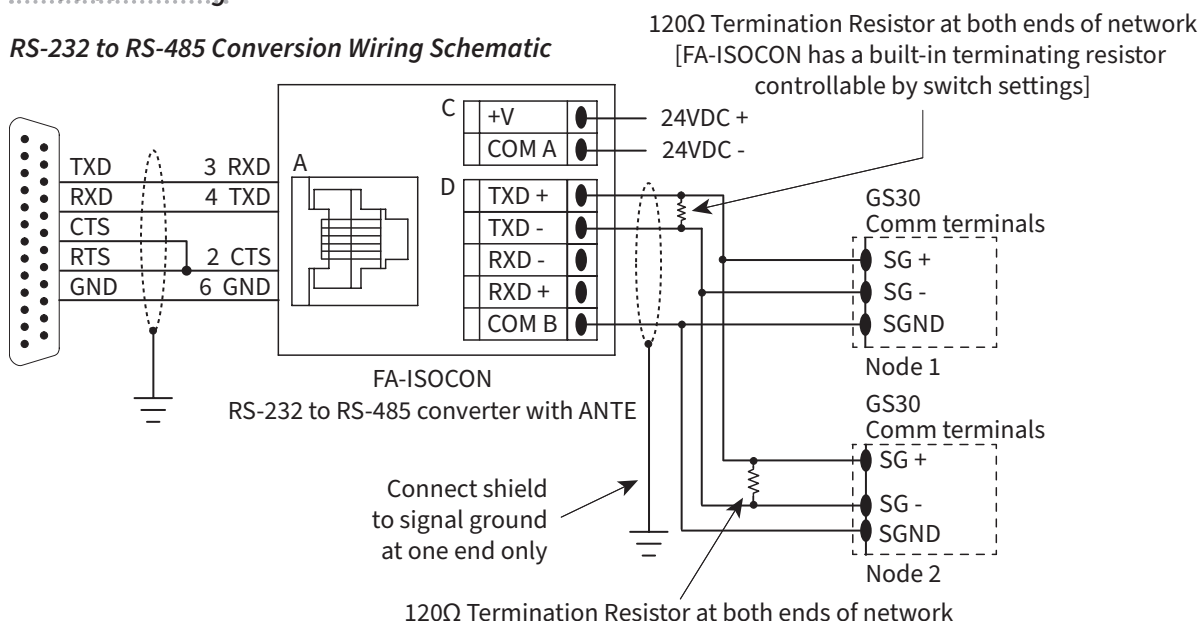 RS-232 to RS-485 Conversion Wiring Schematic
120Ω Termination Resistor at both ends of network
[FA-ISOCON has a built-in terminating resistor
controllable by switch settings]
C
+V
24VDC +
COM A
24VDC -
TXD
3 RXD
A
RXD
4 TXD
CTS
RTS
2 CTS
GND
6 GND
D
TXD +
TXD -
RXD -
RXD +
COM B
GS30
Comm terminals
SG +
SG -
SGND
Node 1
FA-ISOCON
RS-232 to RS-485 converter with ANTE
GS30
Comm terminals
SG +
SG -
SGND
Node 2
Connect shield
to signal ground
at one end only
120Ω Termination Resistor at both ends of network